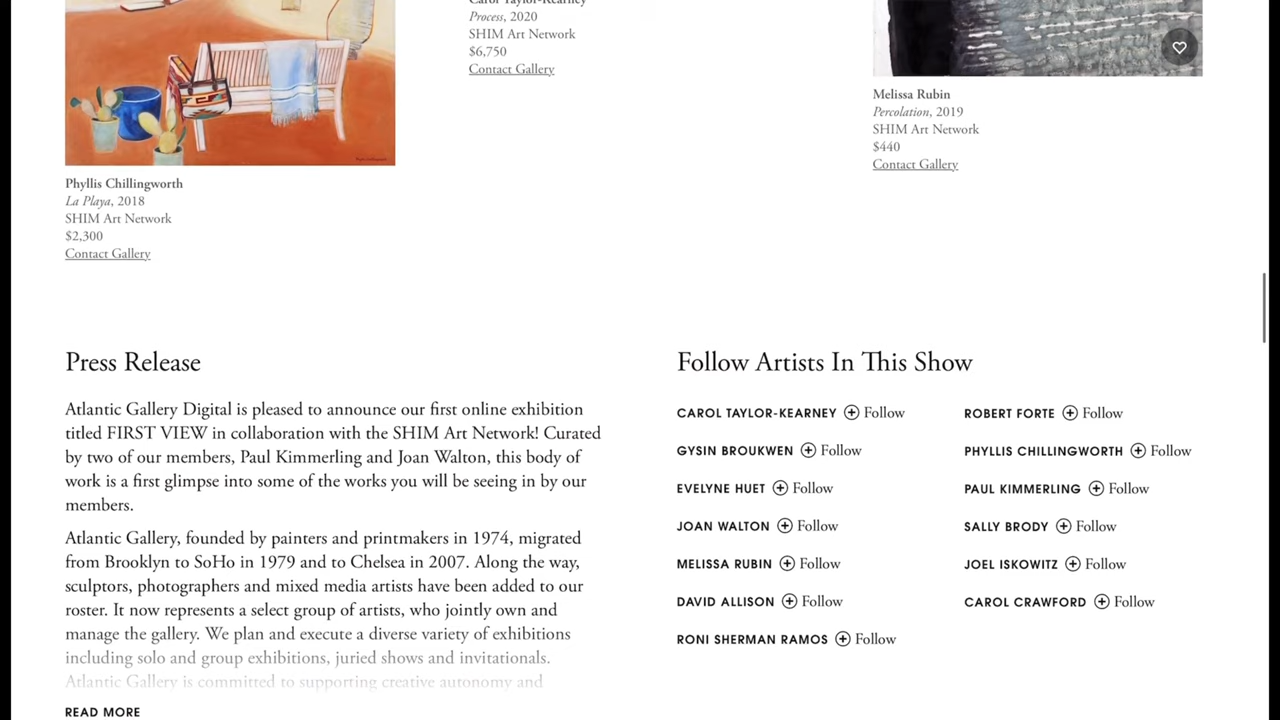 Carol Taylor-Kearney
Process, 2020
SHIM Art Network
$6,750
Contact Gallery
Melissa Rubin
Percolation, 2019
SHIM Art Network
$440
Contact Gallery
Phyllis Chillingworth
La Playa, 2018
SHIM Art Network
$2,300
Contact Gallery
Press Release
Atlantic Gallery Digital is pleased to announce our first online exhibition
titled FIRST VIEW in collaboration with the SHIM Art Network! Curated
by two of our members, Paul Kimmerling and Joan Walton, this body of
work is a first glimpse into some of the works you will be seeing in by our
members.
Atlantic Gallery, founded by painters and printmakers in 1974, migrated
from Brooklyn to SoHo in 1979 and to Chelsea in 2007. Along the way,
sculptors, photographers and mixed media artists have been added to our
roster. It now represents a select group of artists, who jointly own and
manage the gallery. We plan and execute a diverse variety of exhibitions
including solo and group exhibitions, juried shows and invitationals.
Atlantic Gallery is committed to supporting creative autonomy and
READ MORE
Follow Artists In This Show
CAROL TAYLOR-KEARNEY Follow
ROBERT FORTE Follow
GYSIN BROUKWEN Follow
PHYLLIS CHILLINGWORTH Follow
EVELYNE HUET Follow
PAUL KIMMERLING Follow
JOAN WALTON Follow
SALLY BRODY Follow
MELISSA RUBIN Follow
JOEL ISKOWITZ Follow
DAVID ALLISON Follow
CAROL CRAWFORD Follow
RONI SHERMAN RAMOS Follow